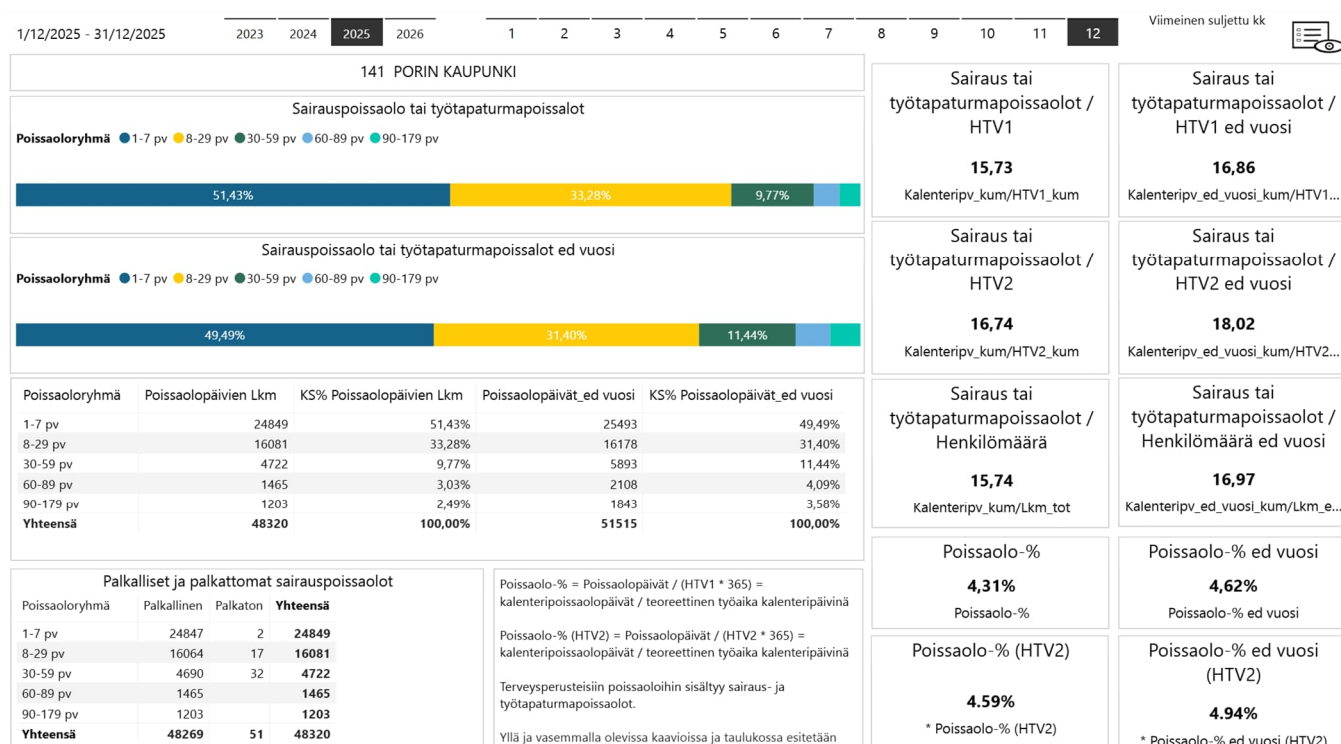 Viimeinen suljettu kk
1/12/2025 - 31/12/2025 2023 2024 2025 2026 1 2 3 4 5 6 7 8 9 10 11 12
141 PORIN KAUPUNKI
Sairauspoissaolo tai työtapaturmapoissalot
Poissaoloryhmä 1-7 pv 8-29 pv 30-59 pv 60-89 pv 90-179 pv
51,43% 33,28% 9,77%
Sairauspoissaolo tai työtapaturmapoissalot ed vuosi
Poissaoloryhmä 1-7 pv 8-29 pv 30-59 pv 60-89 pv 90-179 pv
49,49% 31,40% 11,44%
Poissaoloryhmä Poissaolopäivien Lkm KS% Poissaolopäivien Lkm Poissaolopäivät_ed vuosi KS% Poissaolopäivät_ed vuosi
1-7 pv 24849 51,43% 25493 49,49%
8-29 pv 16081 33,28% 16178 31,40%
30-59 pv 4722 9,77% 5893 11,44%
60-89 pv 1465 3,03% 2108 4,09%
90-179 pv 1203 2,49% 1843 3,58%
Yhteensä 48320 100,00% 51515 100,00%
Palkalliset ja palkattomat sairauspoissaolot
Poissaoloryhmä Palkallinen Palkaton Yhteensä
1-7 pv 24847 2 24849
8-29 pv 16064 17 16081
30-59 pv 4690 32 4722
60-89 pv 1465 1465
90-179 pv 1203 1203
Yhteensä 48269 51 48320
Poissaolo-% = Poissaolopäivät / (HTV1 * 365) =
kalenteripoissaolopäivät / teoreettinen työaika kalenteripäivinä
Poissaolo-% (HTV2) = Poissaolopäivät / (HTV2 * 365) =
kalenteripoissaolopäivät / teoreettinen työaika kalenteripäivinä
Terveysperusteisiin poissaoloihin sisältyy sairaus- ja
työtapaturmapoissaolot.
Yllä ja vasemmalla olevissa kaavioissa ja taulukossa esitetään
Sairaus tai
työtapaturmapoissaolot /
HTV1
15,73
Kalenteripv_kum/HTV1_kum
Sairaus tai
työtapaturmapoissaolot /
HTV1 ed vuosi
16,86
Kalenteripv_ed_vuosi_kum/HTV1...
Sairaus tai
työtapaturmapoissaolot /
HTV2
16,74
Kalenteripv_kum/HTV2_kum
Sairaus tai
työtapaturmapoissaolot /
HTV2 ed vuosi
18,02
Kalenteripv_ed_vuosi_kum/HTV2...
Sairaus tai
työtapaturmapoissaolot /
Henkilömäärä
15,74
Kalenteripv_kum/Lkm_tot
Sairaus tai
työtapaturmapoissaolot /
Henkilömäärä ed vuosi
16,97
Kalenteripv_ed_vuosi_kum/Lkm_e...
Poissaolo-%
4,31%
Poissaolo-%
Poissaolo-% ed vuosi
4,62%
Poissaolo-% ed vuosi
Poissaolo-% (HTV2)
4.59%
* Poissaolo-% (HTV2)
Poissaolo-% ed vuosi
(HTV2)
4.94%
* Poissaolo-% ed vuosi (HTV2)